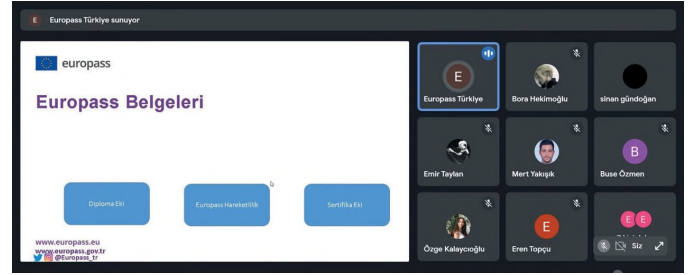 E Europass Türkiye sunuyor
europass
Europass Belgeleri
Diploma Eki
Europass Hareketlilik
Sertifika Eki
www.europass.eu
www.europass.gov.tr
@Europass_tr
E
Europass Türkiye
Bora Hekimoğlu
sinan gündoğan
Emir Taylan
Mert Yakışık
B
Buse Özmen
Özge Kalaycıoğlu
E
Eren Topçu
E E
Siz